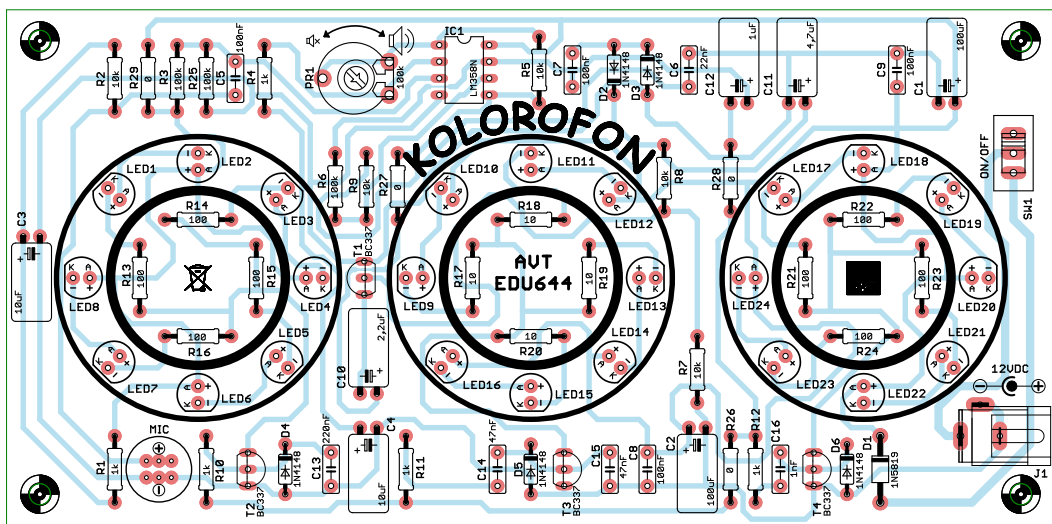 R2
10k
R29
0
R3
100k
R25
100k
C5
100nF
R4
1k
PR1
100k
IC1
LM358N
R5
10k
C7
100nF
D2
1N4148
D3
1N4148
C6
22nF
C12
1uF
C11
4,7uF
C9
100nF
C1
100uF
ON/OFF
SW1
KOLOROFON
R6
100k
R9
10k
R27
0
R8
10k
R28
0
C3
10uF
LED1
LED2
LED3
LED4
LED5
LED6
LED7
LED8
R14
100
R13
100
R15
100
R16
100
T1
BC337
C10
2,2uF
LED9
LED10
LED11
LED12
LED13
LED14
LED15
LED16
R18
10
R17
10
R19
10
R20
10
AVT
EDU644
R7
10k
LED17
LED18
LED19
LED20
LED21
LED22
LED23
LED24
R22
100
R21
100
R23
100
R24
100
12VDC
J1
R1
1k
MIC
R10
1k
T2
BC337
D4
1N4148
C13
220nF
C4
10uF
R11
1k
C14
47nF
D5
1N4148
T3
BC337
C15
47nF
C8
100nF
C2
100uF
R26
0
R12
1k
C16
1nF
T4
BC337
D6
1N4148
D1
1N5819